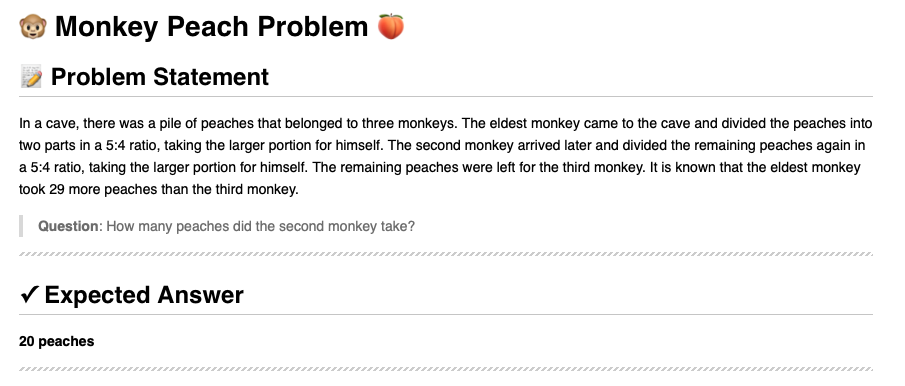 🐵 Monkey Peach Problem 🍑
📝 Problem Statement
In a cave, there was a pile of peaches that belonged to three monkeys. The eldest monkey came to the cave and divided the peaches into
two parts in a 5:4 ratio, taking the larger portion for himself. The second monkey arrived later and divided the remaining peaches again in
a 5:4 ratio, taking the larger portion for himself. The remaining peaches were left for the third monkey. It is known that the eldest monkey
took 29 more peaches than the third monkey.
Question: How many peaches did the second monkey take?
✓ Expected Answer
20 peaches